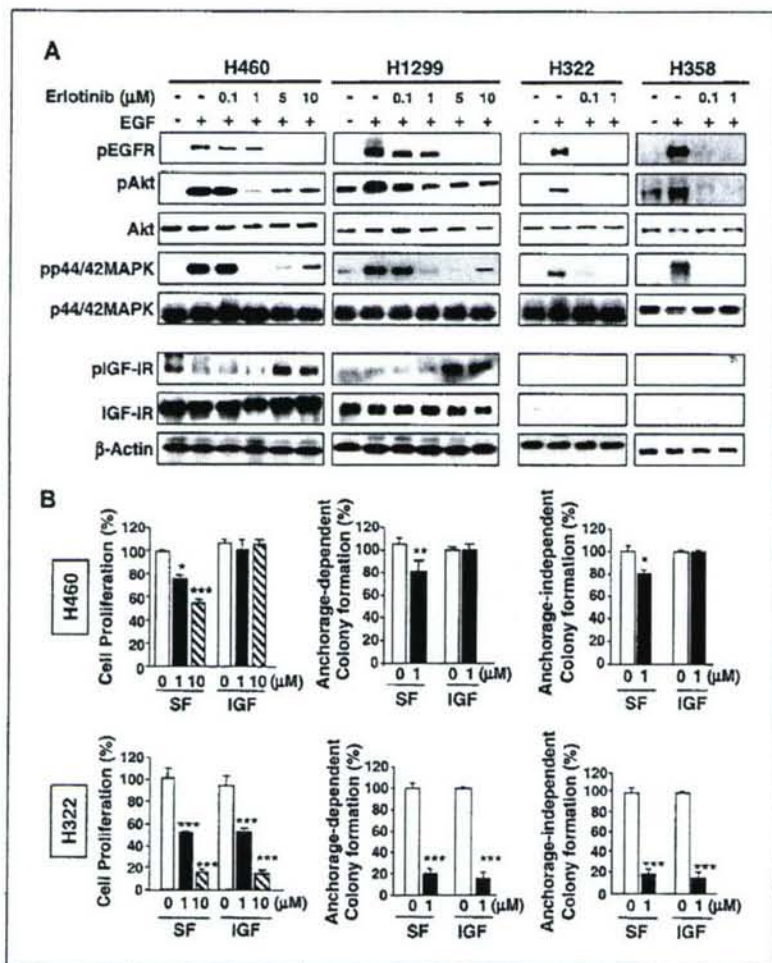 A
H460 H1299 H322 H358
Erlotinib (μM) - - 0.1 1 5 10 - - 0.1 1 5 10 - - 0.1 1 - - 0.1 1
EGF - + + + + + - + + + + + - + + + - + + +
pEGFR
pAkt
Akt
pp44/42MAPK
p44/42MAPK
pIGF-IR
IGF-IR
β-Actin
B
H460
Cell Proliferation (%)
120
100
80
60
40
20
0
* ***
0 1 10 0 1 10 (μM)
SF IGF
Anchorage-dependent
Colony formation (%)
120
100
80
60
40
20
0
**
0 1 0 1 (μM)
SF IGF
Anchorage-independent
Colony formation (%)
120
100
80
60
40
20
0
*
0 1 0 1 (μM)
SF IGF
H322
Cell Proliferation (%)
120
100
80
60
40
20
0
*** *** *** ***
0 1 10 0 1 10 (μM)
SF IGF
Anchorage-dependent
Colony formation (%)
120
100
80
60
40
20
0
*** ***
0 1 0 1 (μM)
SF IGF
Anchorage-independent
Colony formation (%)
120
100
80
60
40
20
0
*** ***
0 1 0 1 (μM)
SF IGF